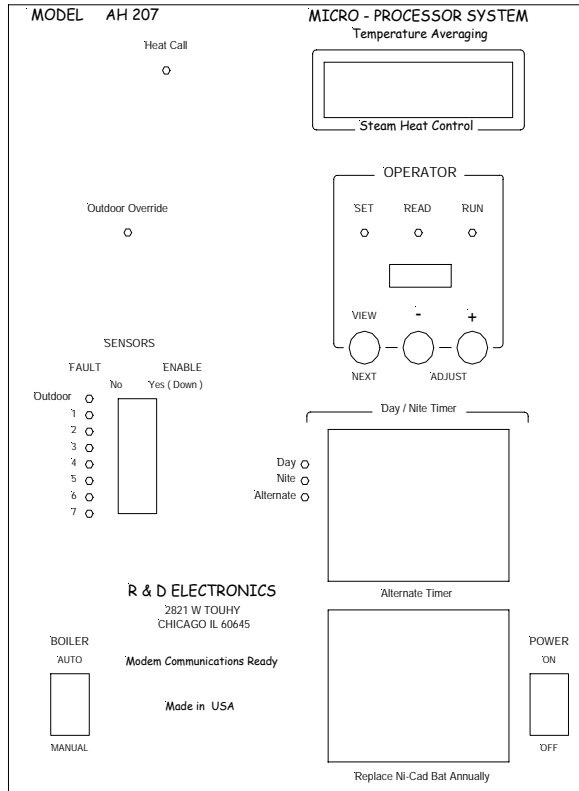 MODEL AH 207
MICRO - PROCESSOR SYSTEM
Temperature Averaging
Heat Call
Steam Heat Control
OPERATOR
Outdoor Override
SET READ RUN
VIEW - +
NEXT ADJUST
SENSORS
FAULT ENABLE
No Yes ( Down )
Outdoor
1
2
3
4
5
6
7
Day / Nite Timer
Day
Nite
Alternate
R & D ELECTRONICS
2821 W TOUHY
CHICAGO IL 60645
Modem Communications Ready
Made in USA
Alternate Timer
BOILER
AUTO
MANUAL
POWER
ON
OFF
Replace Ni-Cad Bat Annually